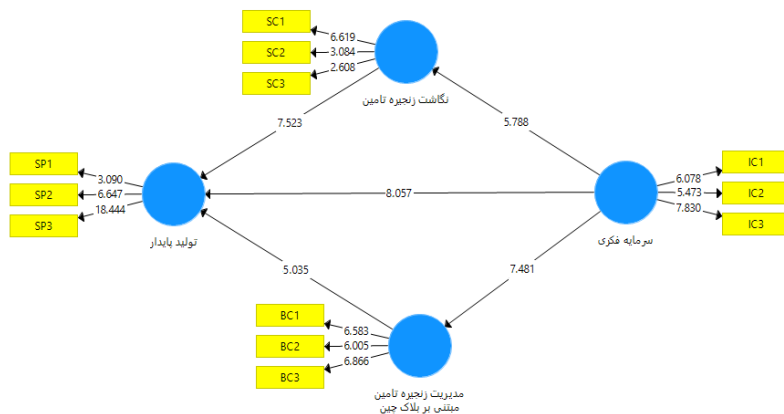 SC1
6.619
SC2
3.084
SC3
2.608
نگاشت زنجیره تامین
7.523
5.788
SP1
3.090
SP2
6.647
SP3
18.444
تولید پایدار
8.057
IC1
6.078
IC2
5.473
IC3
7.830
سرمایه فکری
5.035
7.481
BC1
6.583
BC2
6.005
BC3
6.866
مدیریت زنجیره تامین
مبتنی بر بلاک چین